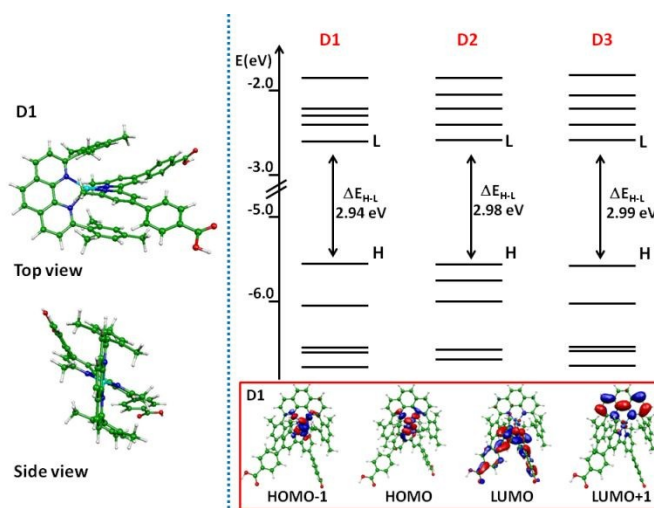 D1
Top view
Side view
D1 D2 D3
E(eV)
-2.0
-3.0
-5.0
-6.0
L L L
ΔEH-L ΔEH-L ΔEH-L
2.94 eV 2.98 eV 2.99 eV
H H H
D1
HOMO-1 HOMO LUMO LUMO+1